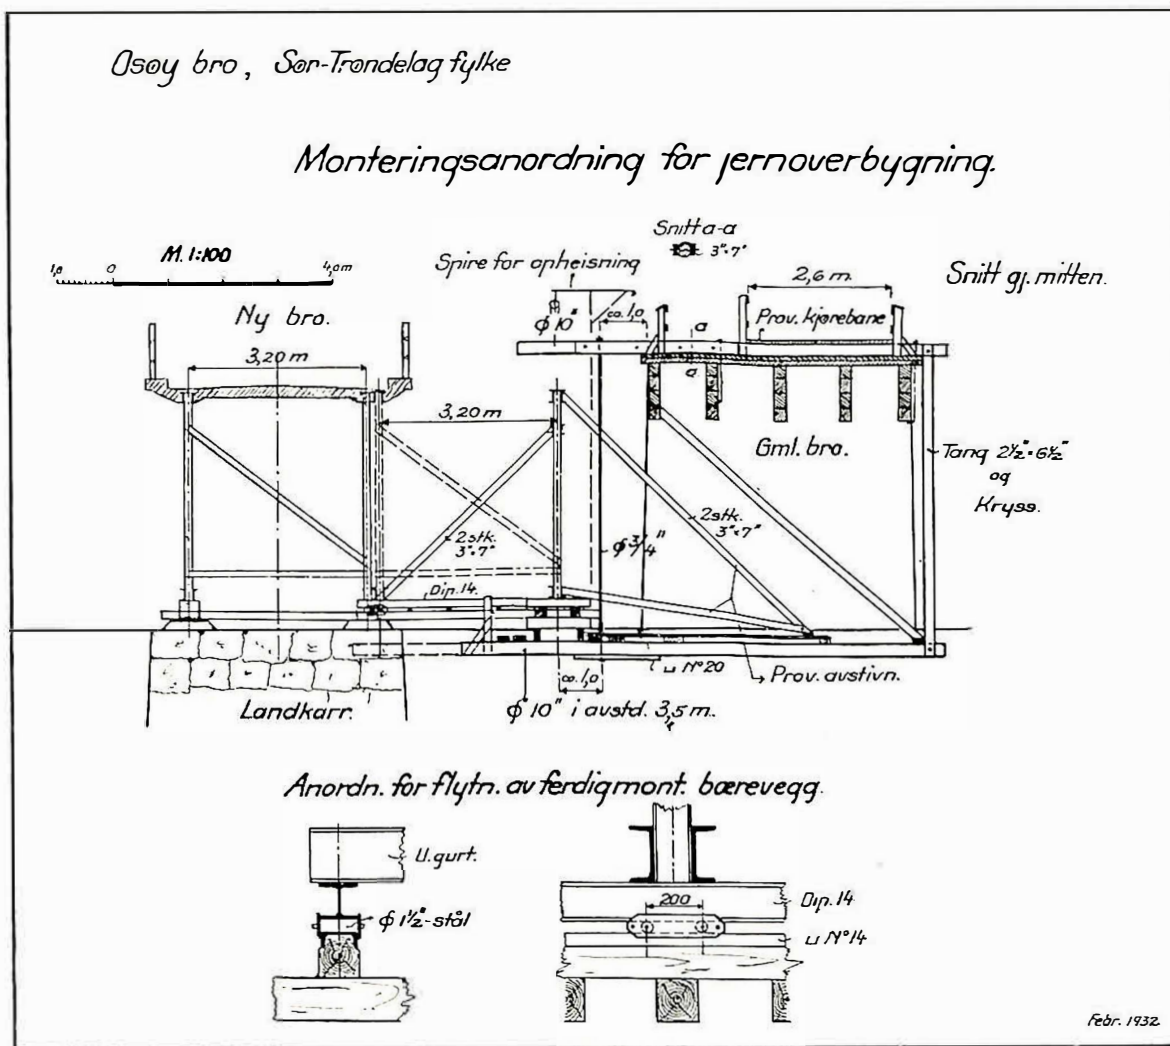 Osøy bro, Sør-Trøndelag fylke
Monteringsanordning for jernoverbygning.
M. 1:100
1,0 0 4,0 m
Ny bro.
3,20 m
Spire for opheisning
Snitt a-a
3"×7"
2,6 m.
Snitt gj. mitten.
ϕ 10"
ca. 1,0
a
a
Prov. kjørebane
3,20 m
Gml. bro.
Tang 2½"×6½"
og
Kryss.
2stk.
3"×7"
2stk.
3"×7"
ϕ 3/4"
Dip. 14.
⊔ N°20
Prov. avstivn.
ca. 1,0
Landkarr.
ϕ 10" i avstd. 3,5 m.
Anordn. for flytn. av ferdigmont. bærevegg.
U. gurt.
ϕ 1½"-stål
200
Dip. 14
⊔ N°14
Febr. 1932